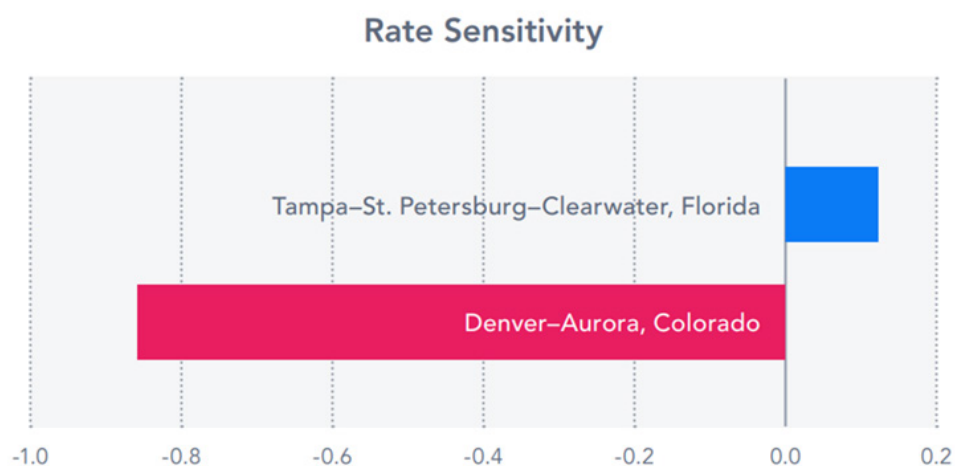 Rate Sensitivity
Tampa–St. Petersburg–Clearwater, Florida
Denver–Aurora, Colorado
-1.0 -0.8 -0.6 -0.4 -0.2 0.0 0.2